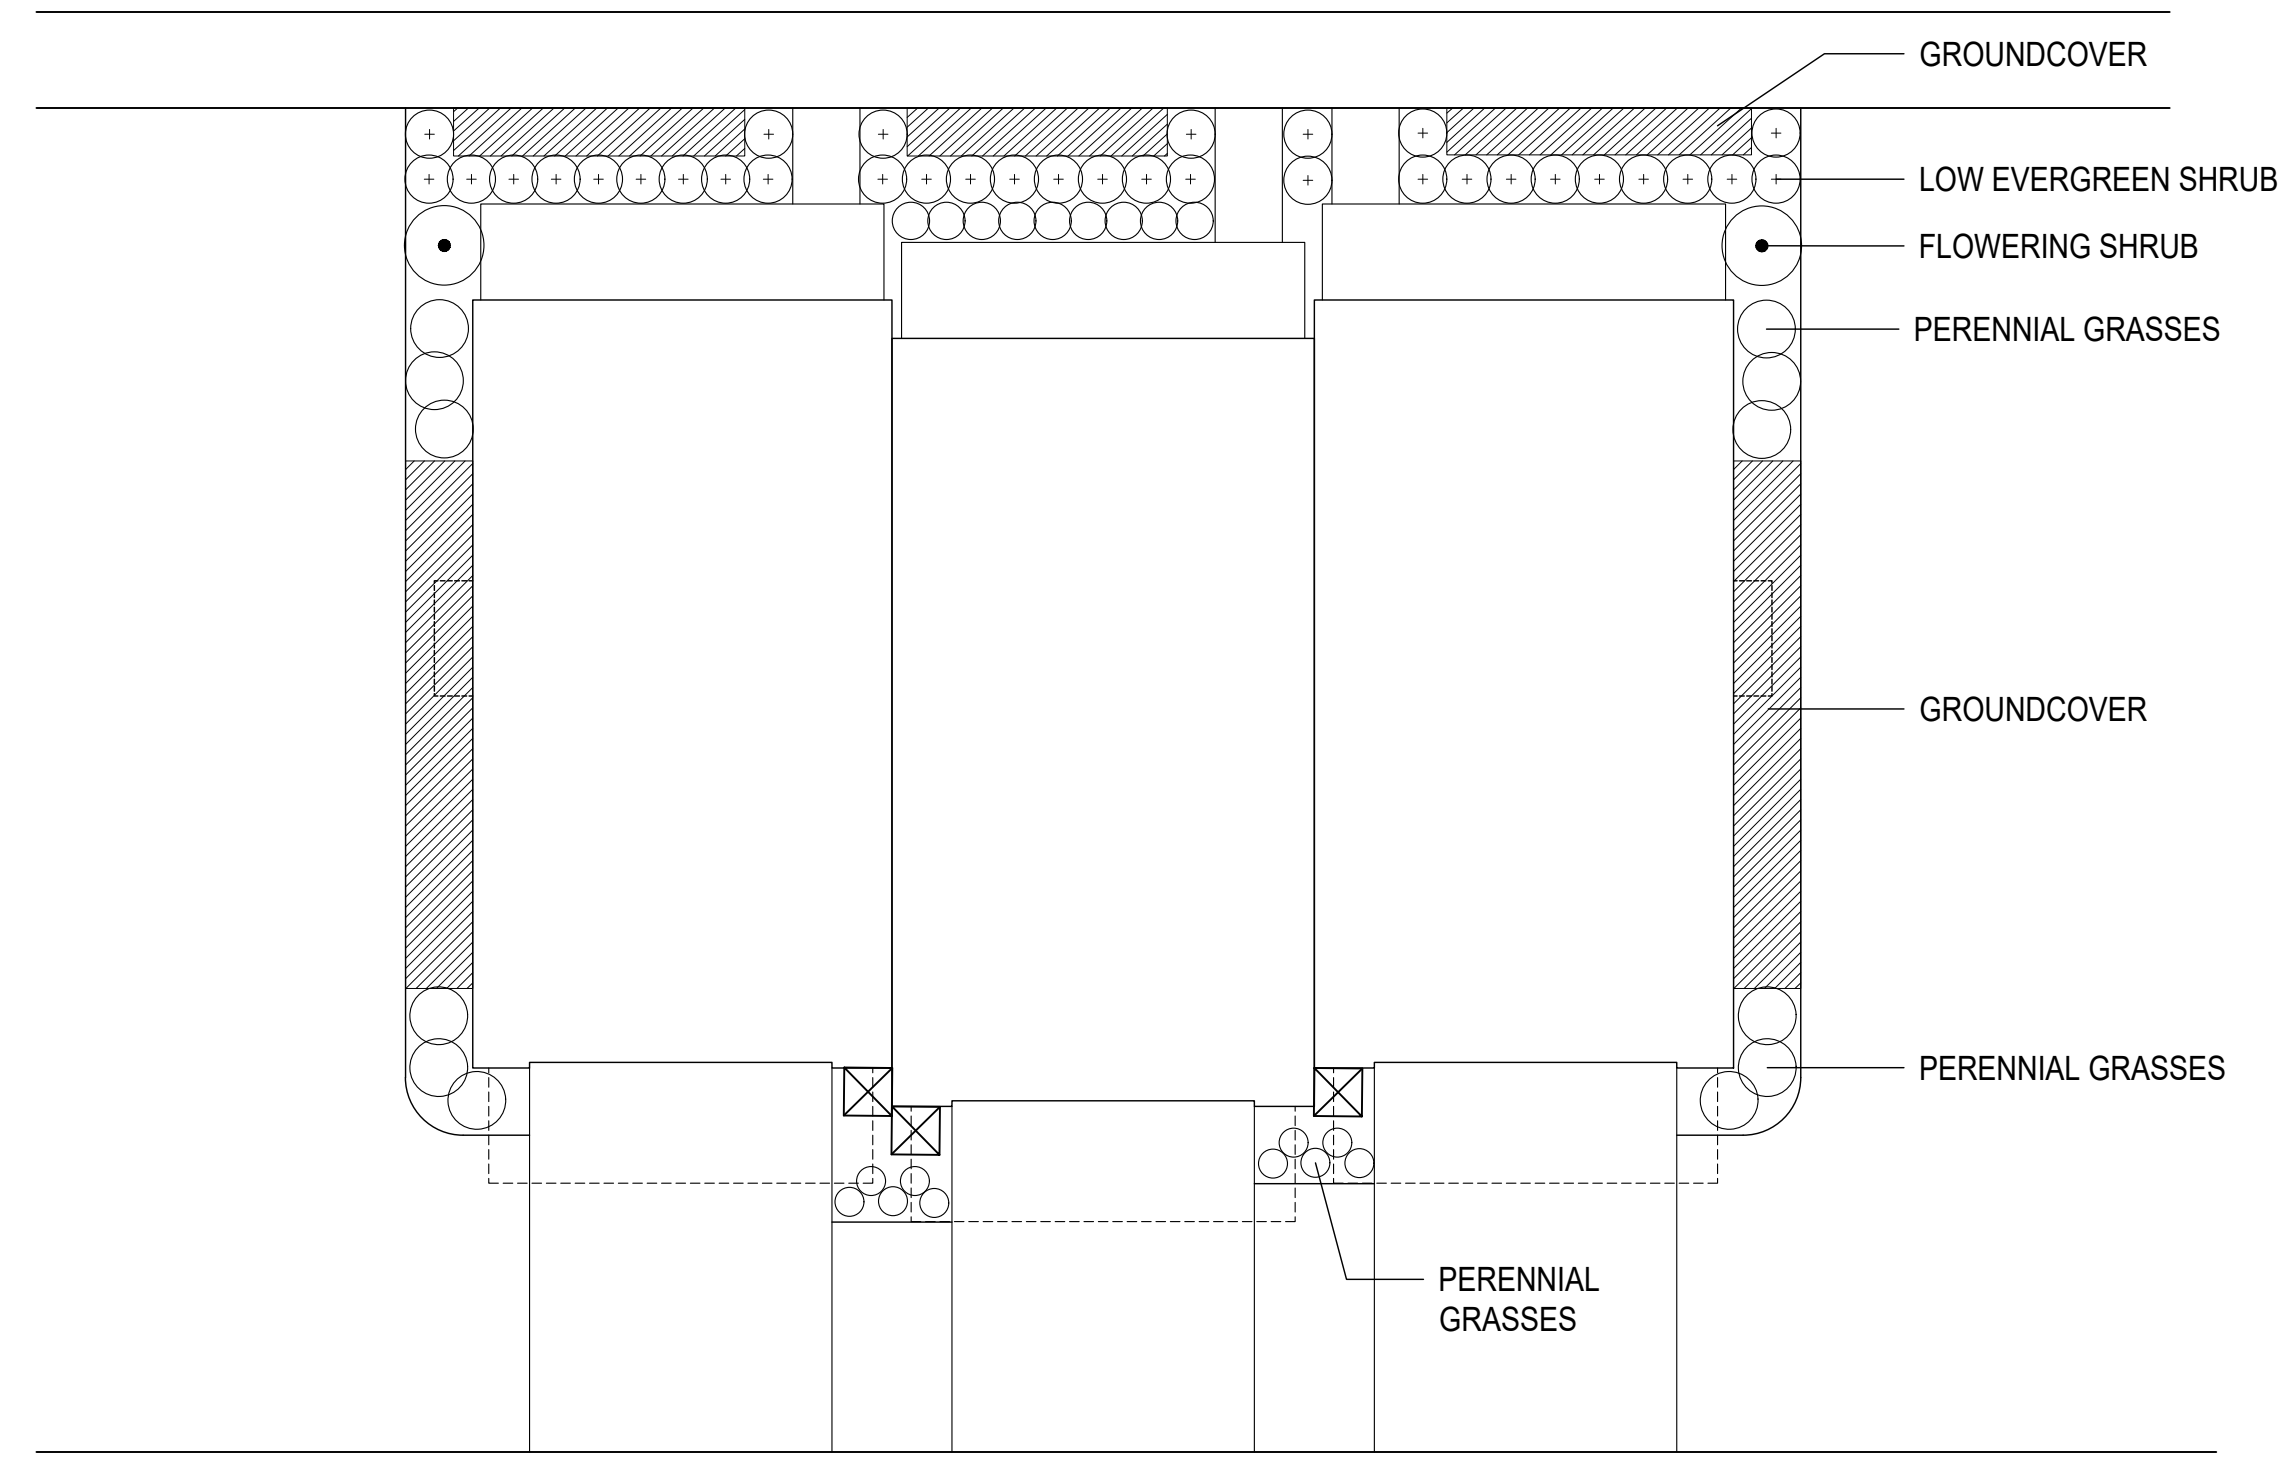 GROUNDCOVER
LOW EVERGREEN SHRUB
FLOWERING SHRUB
PERENNIAL GRASSES
GROUNDCOVER
PERENNIAL GRASSES
PERENNIAL
GRASSES